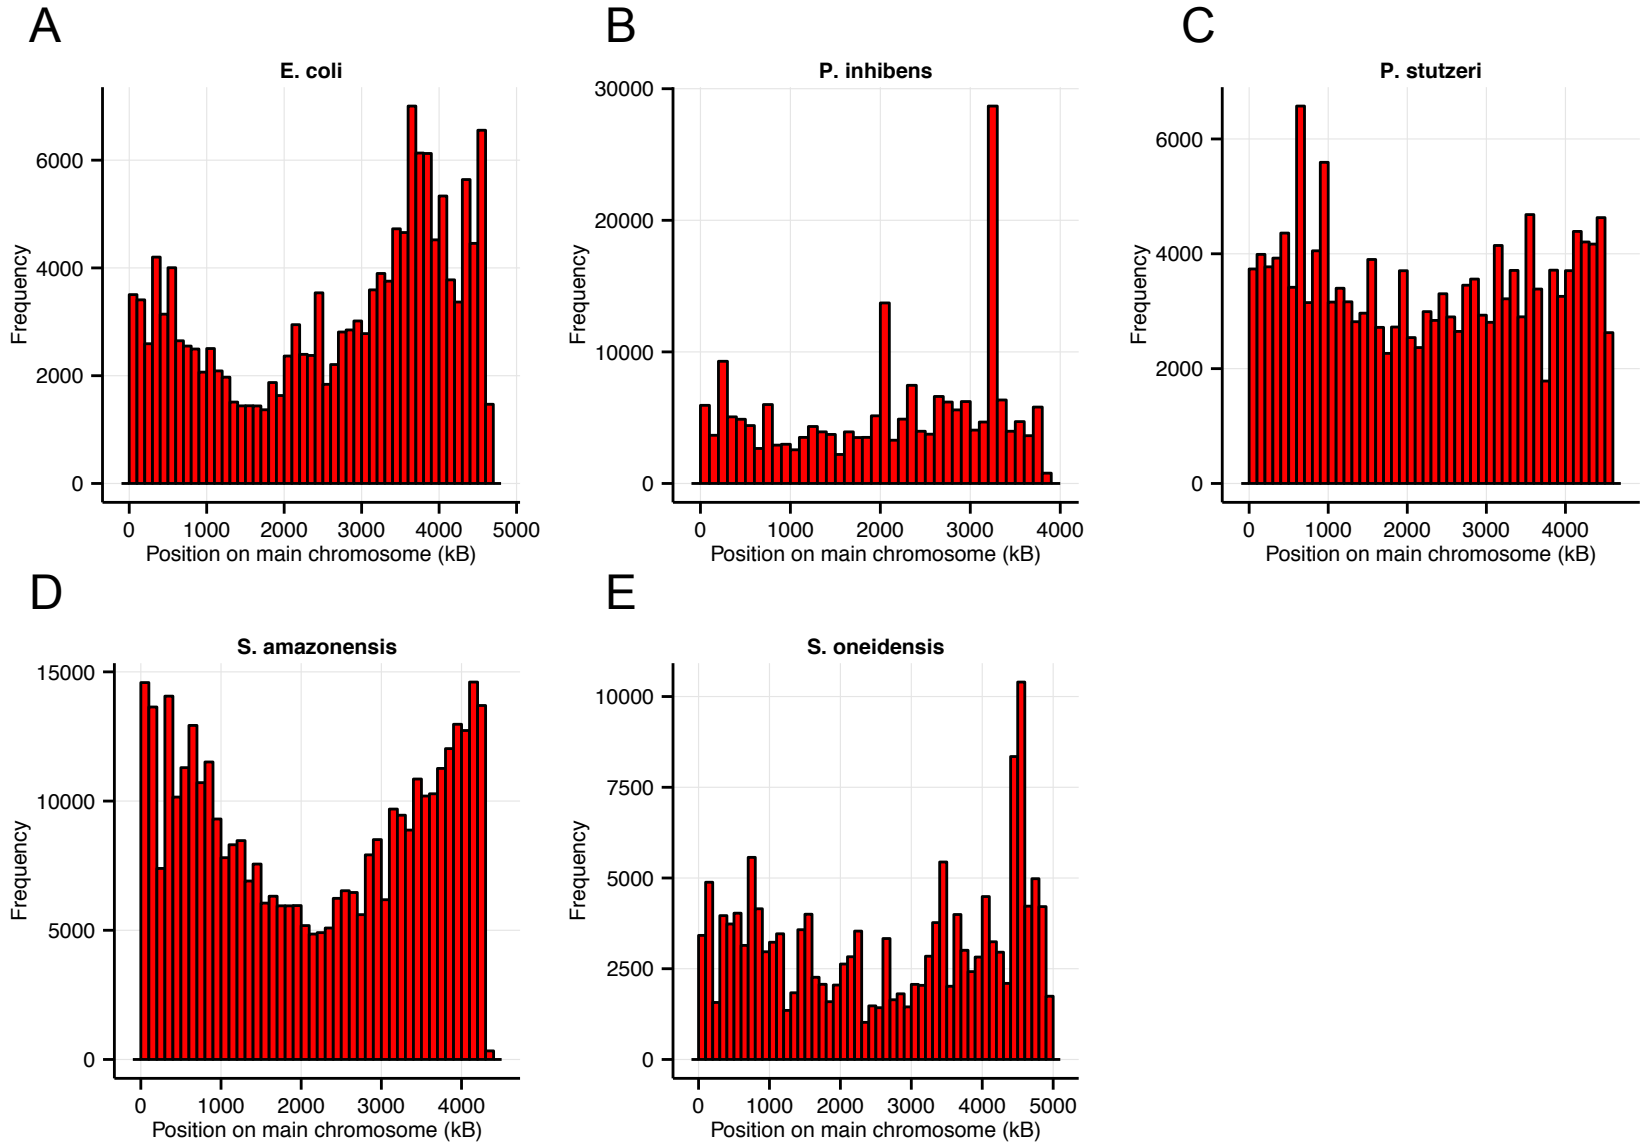 A
E. coli
Frequency
6000
4000
2000
0
0 1000 2000 3000 4000 5000
Position on main chromosome (kB)
B
P. inhibens
Frequency
30000
20000
10000
0
0 1000 2000 3000 4000
Position on main chromosome (kB)
C
P. stutzeri
Frequency
6000
4000
2000
0
0 1000 2000 3000 4000
Position on main chromosome (kB)
D
S. amazonensis
Frequency
15000
10000
5000
0
0 1000 2000 3000 4000
Position on main chromosome (kB)
E
S. oneidensis
Frequency
10000
7500
5000
2500
0
0 1000 2000 3000 4000 5000
Position on main chromosome (kB)